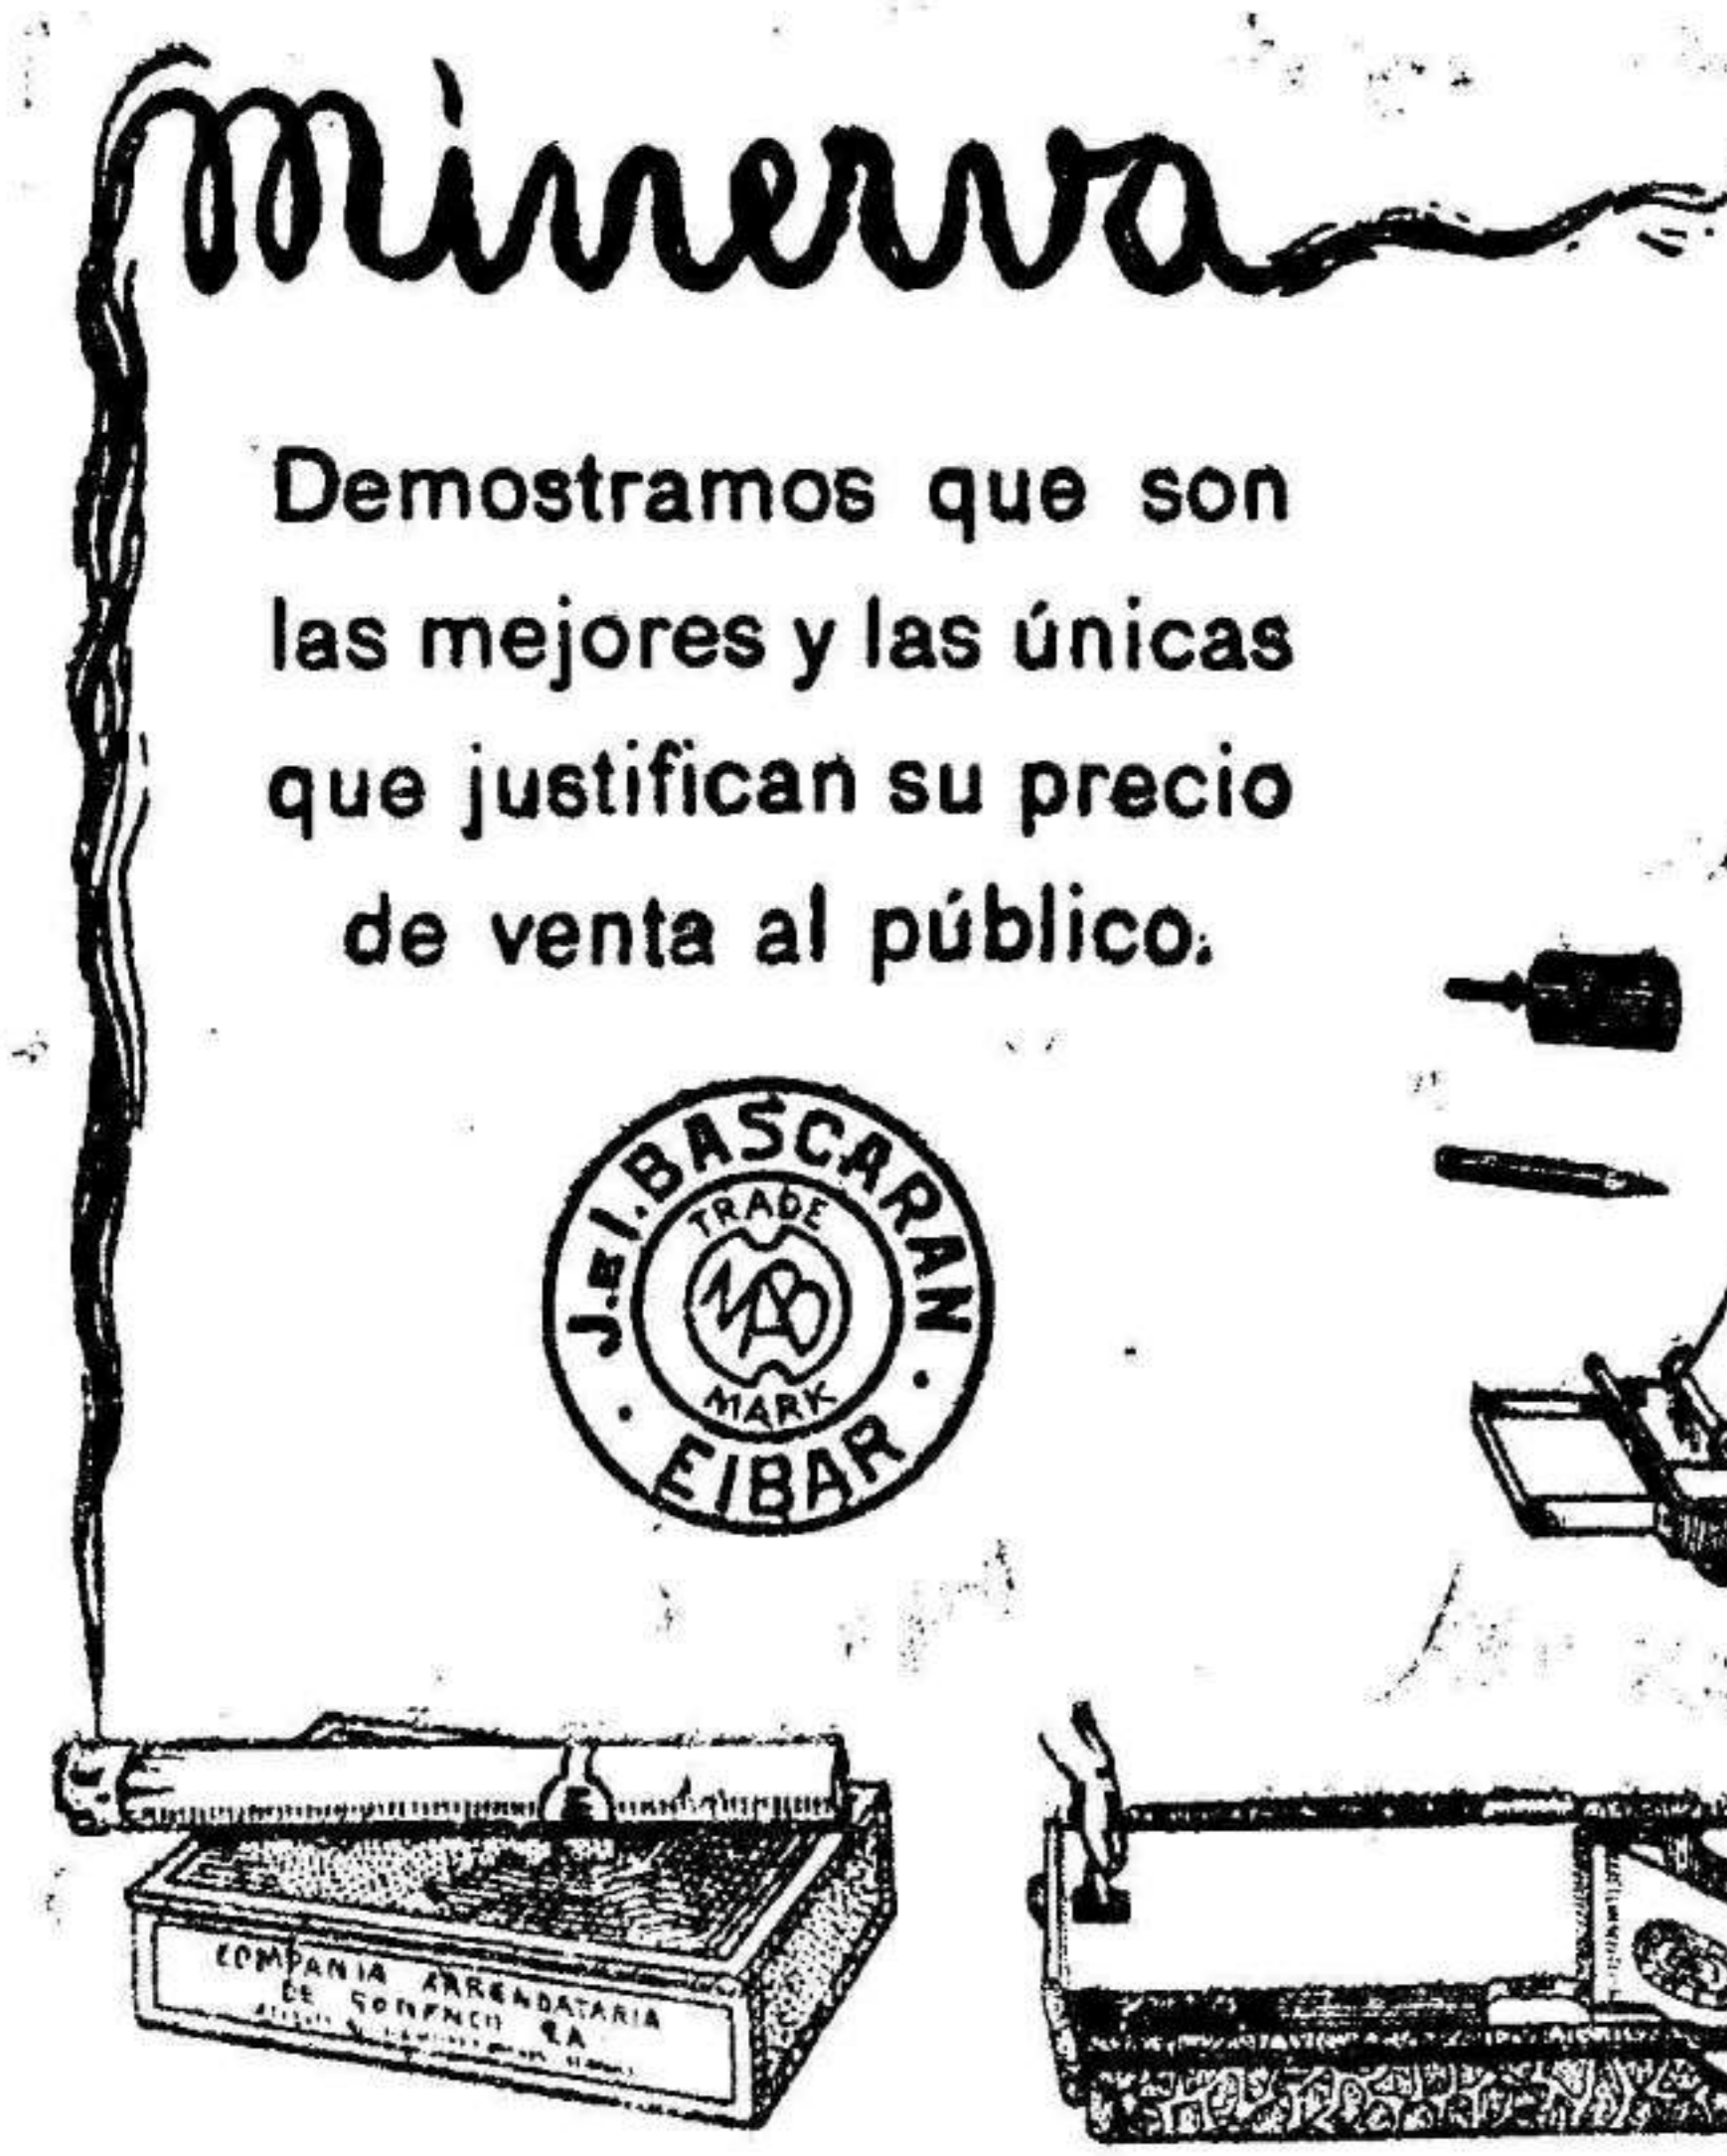 minerva
Demostramos que son
las mejores y las únicas
que justifican su precio
de venta al público.
J. E I. BASCARAN
TRADE
MAB
MARK
EIBAR
COMPAÑIA ARRENDATARIA
DE